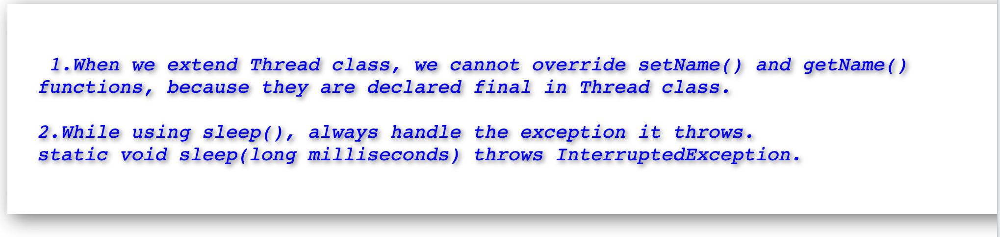 1.When we extend Thread class, we cannot override setName() and getName()
functions, because they are declared final in Thread class.
2.While using sleep(), always handle the exception it throws.
static void sleep(long milliseconds) throws InterruptedException.